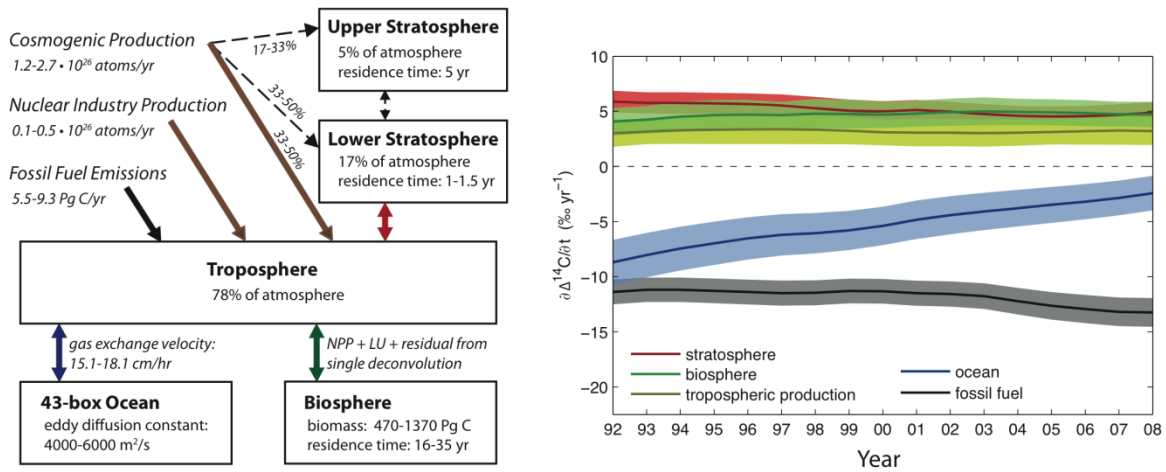 Cosmogenic Production
1.2-2.7 • 10²⁶ atoms/yr
Nuclear Industry Production
0.1-0.5 • 10²⁶ atoms/yr
Fossil Fuel Emissions
5.5-9.3 Pg C/yr
17-33%
33-50%
33-50%
Upper Stratosphere
5% of atmosphere
residence time: 5 yr
Lower Stratosphere
17% of atmosphere
residence time: 1-1.5 yr
Troposphere
78% of atmosphere
gas exchange velocity:
15.1-18.1 cm/hr
NPP + LU + residual from
single deconvolution
43-box Ocean
eddy diffusion constant:
4000-6000 m²/s
Biosphere
biomass: 470-1370 Pg C
residence time: 16-35 yr
∂ Δ¹⁴C/∂t (‰ yr⁻¹)
10
5
0
−5
−10
−15
−20
stratosphere
biosphere
tropospheric production
ocean
fossil fuel
92 93 94 95 96 97 98 99 00 01 02 03 04 05 06 07 08
Year